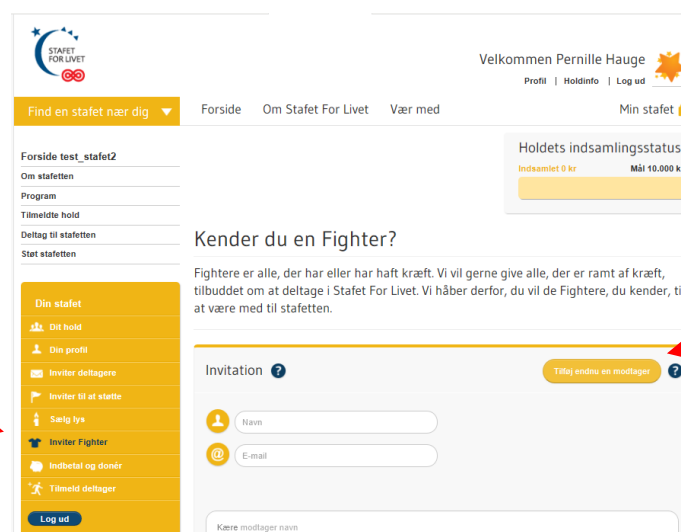 STAFET
FOR LIVET
Velkommen Pernille Hauge
Profil | Holdinfo | Log ud
Find en stafet nær dig
Forside Om Stafet For Livet Vær med Min stafet
Forside test_stafet2
Om stafetten
Program
Tilmeldte hold
Deltag til stafetten
Støt stafetten
Holdets indsamlingsstatus
Indsamlet 0 kr Mål 10.000 k
Kender du en Fighter?
Fightere er alle, der har eller har haft kræft. Vi vil gerne give alle, der er ramt af kræft,
tilbuddet om at deltage i Stafet For Livet. Vi håber derfor, du vil de Fightere, du kender, ti
at være med til stafetten.
Din stafet
Dit hold
Din profil
Inviter deltagere
Inviter til at støtte
Sælg lys
Inviter Fighter
Indbetal og donér
Tilmeld deltager
Log ud
Invitation ?
Tilføj endnu en modtager ?
Navn
@ E-mail
Kære modtager navn